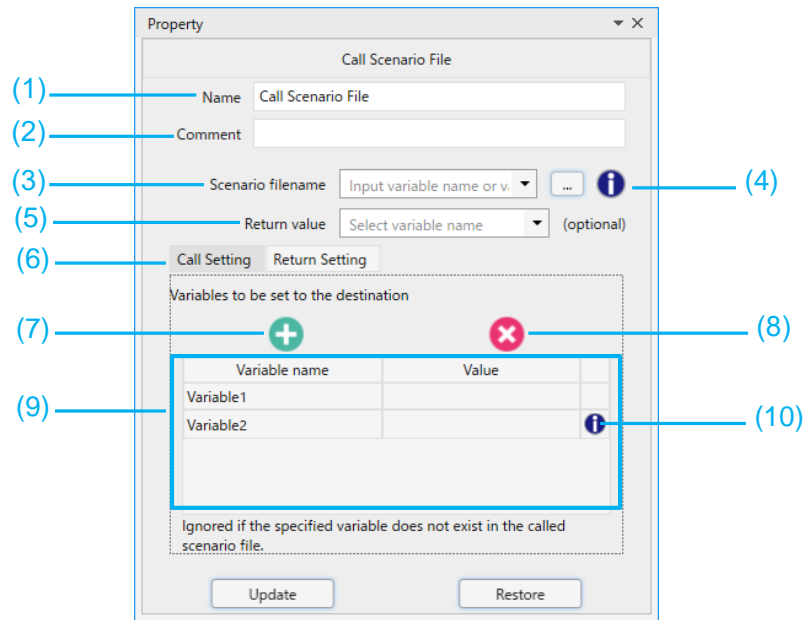 Property
Call Scenario File
(1) Name Call Scenario File
(2) Comment
(3) Scenario filename Input variable name or v ... (4)
(5) Return value Select variable name (optional)
(6) Call Setting Return Setting
Variables to be set to the destination
(7) (8)
Variable name Value
Variable1
(9) Variable2 (10)
Ignored if the specified variable does not exist in the called
scenario file.
Update Restore